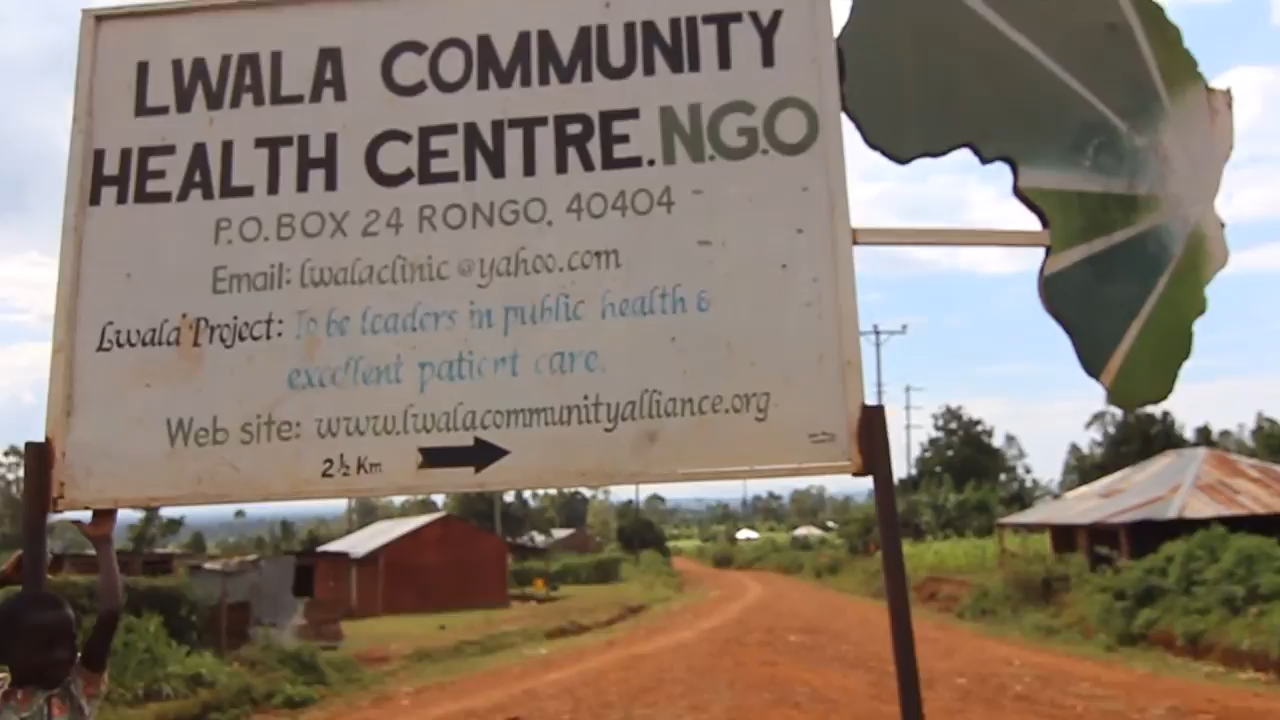 LWALA COMMUNITY
HEALTH CENTRE.N.G.O
P.O.BOX 24 RONGO, 40404
Email: lwalaclinic@yahoo.com
Lwala Project: To be leaders in public health &
excellent patient care.
Web site: www.lwalacommunityalliance.org
2½ Km